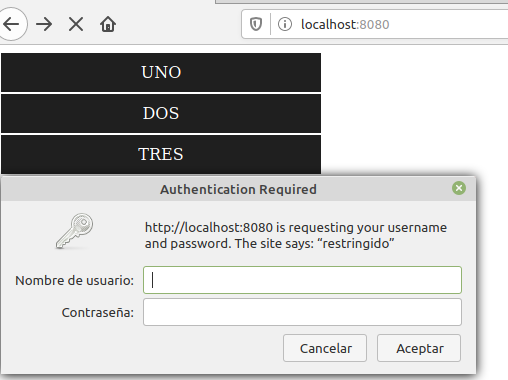 localhost:8080
UNO
DOS
TRES
Authentication Required
http://localhost:8080 is requesting your username
and password. The site says: “restringido”
Nombre de usuario:
Contraseña:
Cancelar Aceptar